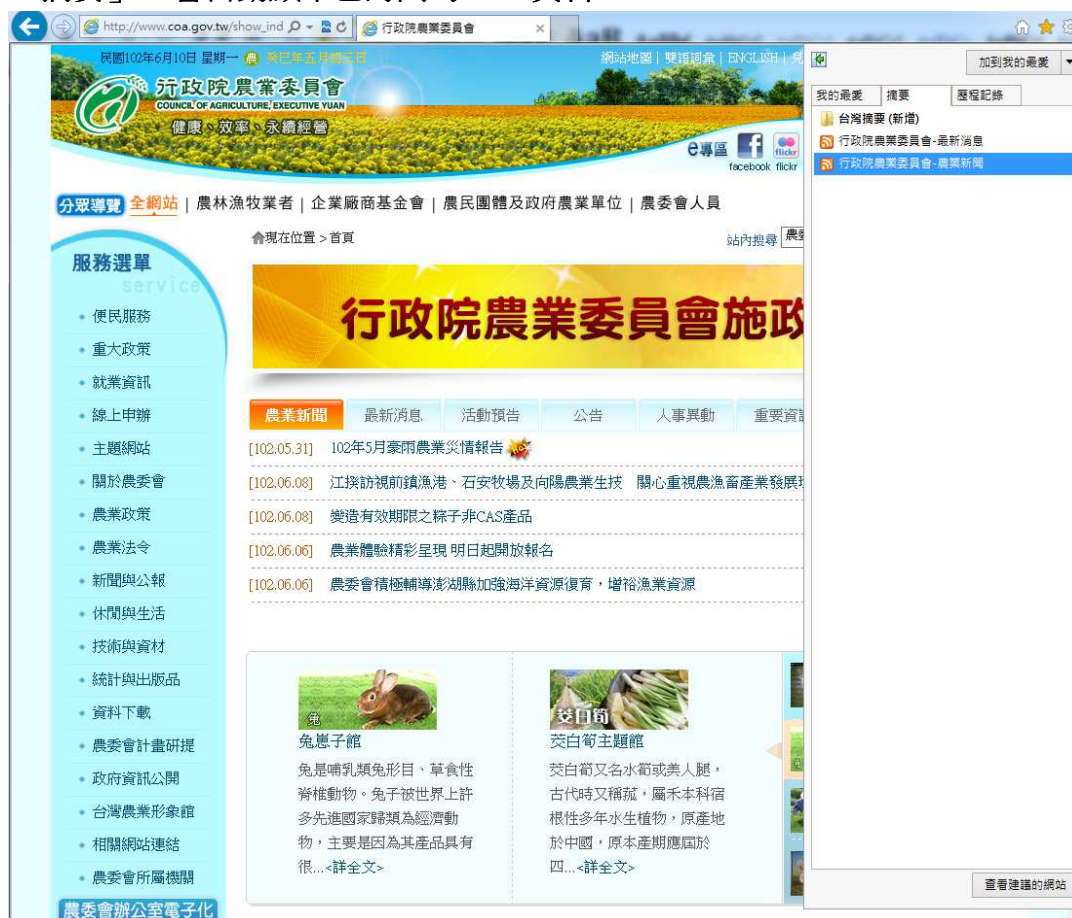 http://www.coa.gov.tw/show_ind
行政院農業委員會
民國102年6月10日 星期一 農 癸巳年五月初三日
網站地圖 | 雙語詞彙 | ENGLISH |
行政院農業委員會
COUNCIL OF AGRICULTURE, EXECUTIVE YUAN
健康、效率、永續經營
e專區
facebook flickr
分眾導覽 全網站 | 農林漁牧業者 | 企業廠商基金會 | 農民團體及政府農業單位 | 農委會人員
現在位置 > 首頁
站內搜尋
服務選單
service
便民服務
重大政策
就業資訊
線上申辦
主題網站
關於農委會
農業政策
農業法令
新聞與公報
休閒與生活
技術與資材
統計與出版品
資料下載
農委會計畫研提
政府資訊公開
台灣農業形象館
相關網站連結
農委會所屬機關
農委會辦公室電子化
行政院農業委員會施政
農業新聞 最新消息 活動預告 公告 人事異動 重要資
[102.05.31] 102年5月豪雨農業災情報告
[102.06.08] 江揆訪視前鎮漁港、石安牧場及向陽農業生技 關心重視農漁畜產業發展
[102.06.08] 變造有效期限之粽子非CAS產品
[102.06.06] 農業體驗精彩呈現 明日起開放報名
[102.06.06] 農委會積極輔導澎湖縣加強海洋資源復育，增裕漁業資源
兔
兔崽子館
兔是哺乳類兔形目、草食性
脊椎動物。兔子被世界上許
多先進國家歸類為經濟動
物，主要是因為其產品具有
很...<詳全文>
茭白筍
茭白筍主題館
茭白筍又名水筍或美人腿，
古代時又稱菰，屬禾本科宿
根性多年水生植物，原產地
於中國，原本產期應屆於
四...<詳全文>
加到我的最愛
我的最愛 摘要 歷程記錄
台灣摘要 (新增)
行政院農業委員會-最新消息
行政院農業委員會-農業新聞
查看建議的網站